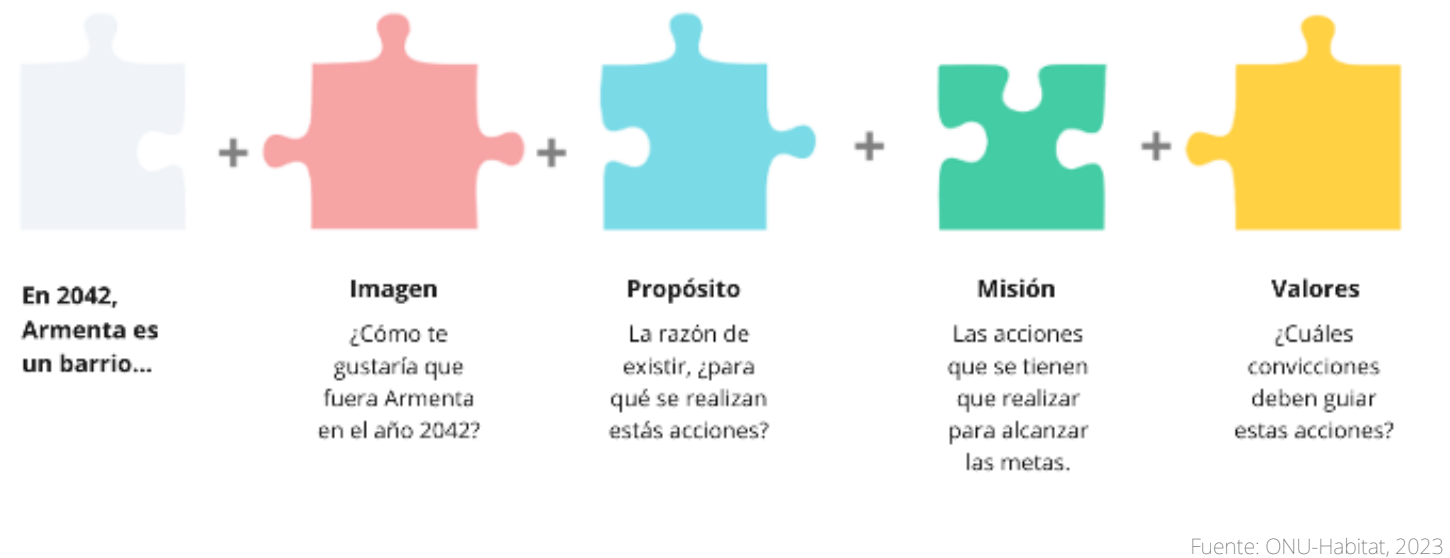 +
+
+
+
En 2042,
Armenta es
un barrio...
Imagen
¿Cómo te
gustaría que
fuera Armenta
en el año 2042?
Propósito
La razón de
existir, ¿para
qué se realizan
estás acciones?
Misión
Las acciones
que se tienen
que realizar
para alcanzar
las metas.
Valores
¿Cuáles
convicciones
deben guiar
estas acciones?
Fuente: ONU-Habitat, 2023